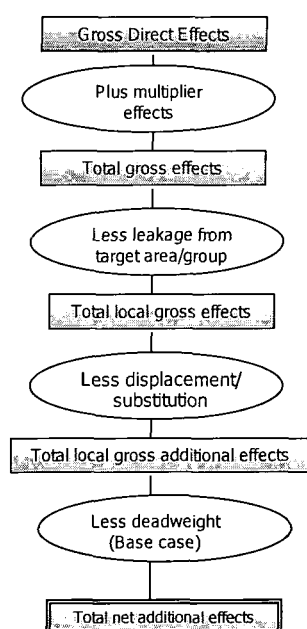 Gross Direct Effects
Plus multiplier
effects
Total gross effects
Less leakage from
target area/group
Total local gross effects
Less displacement/
substitution
Total local gross additional effects
Less deadweight
(Base case)
Total net additional effects